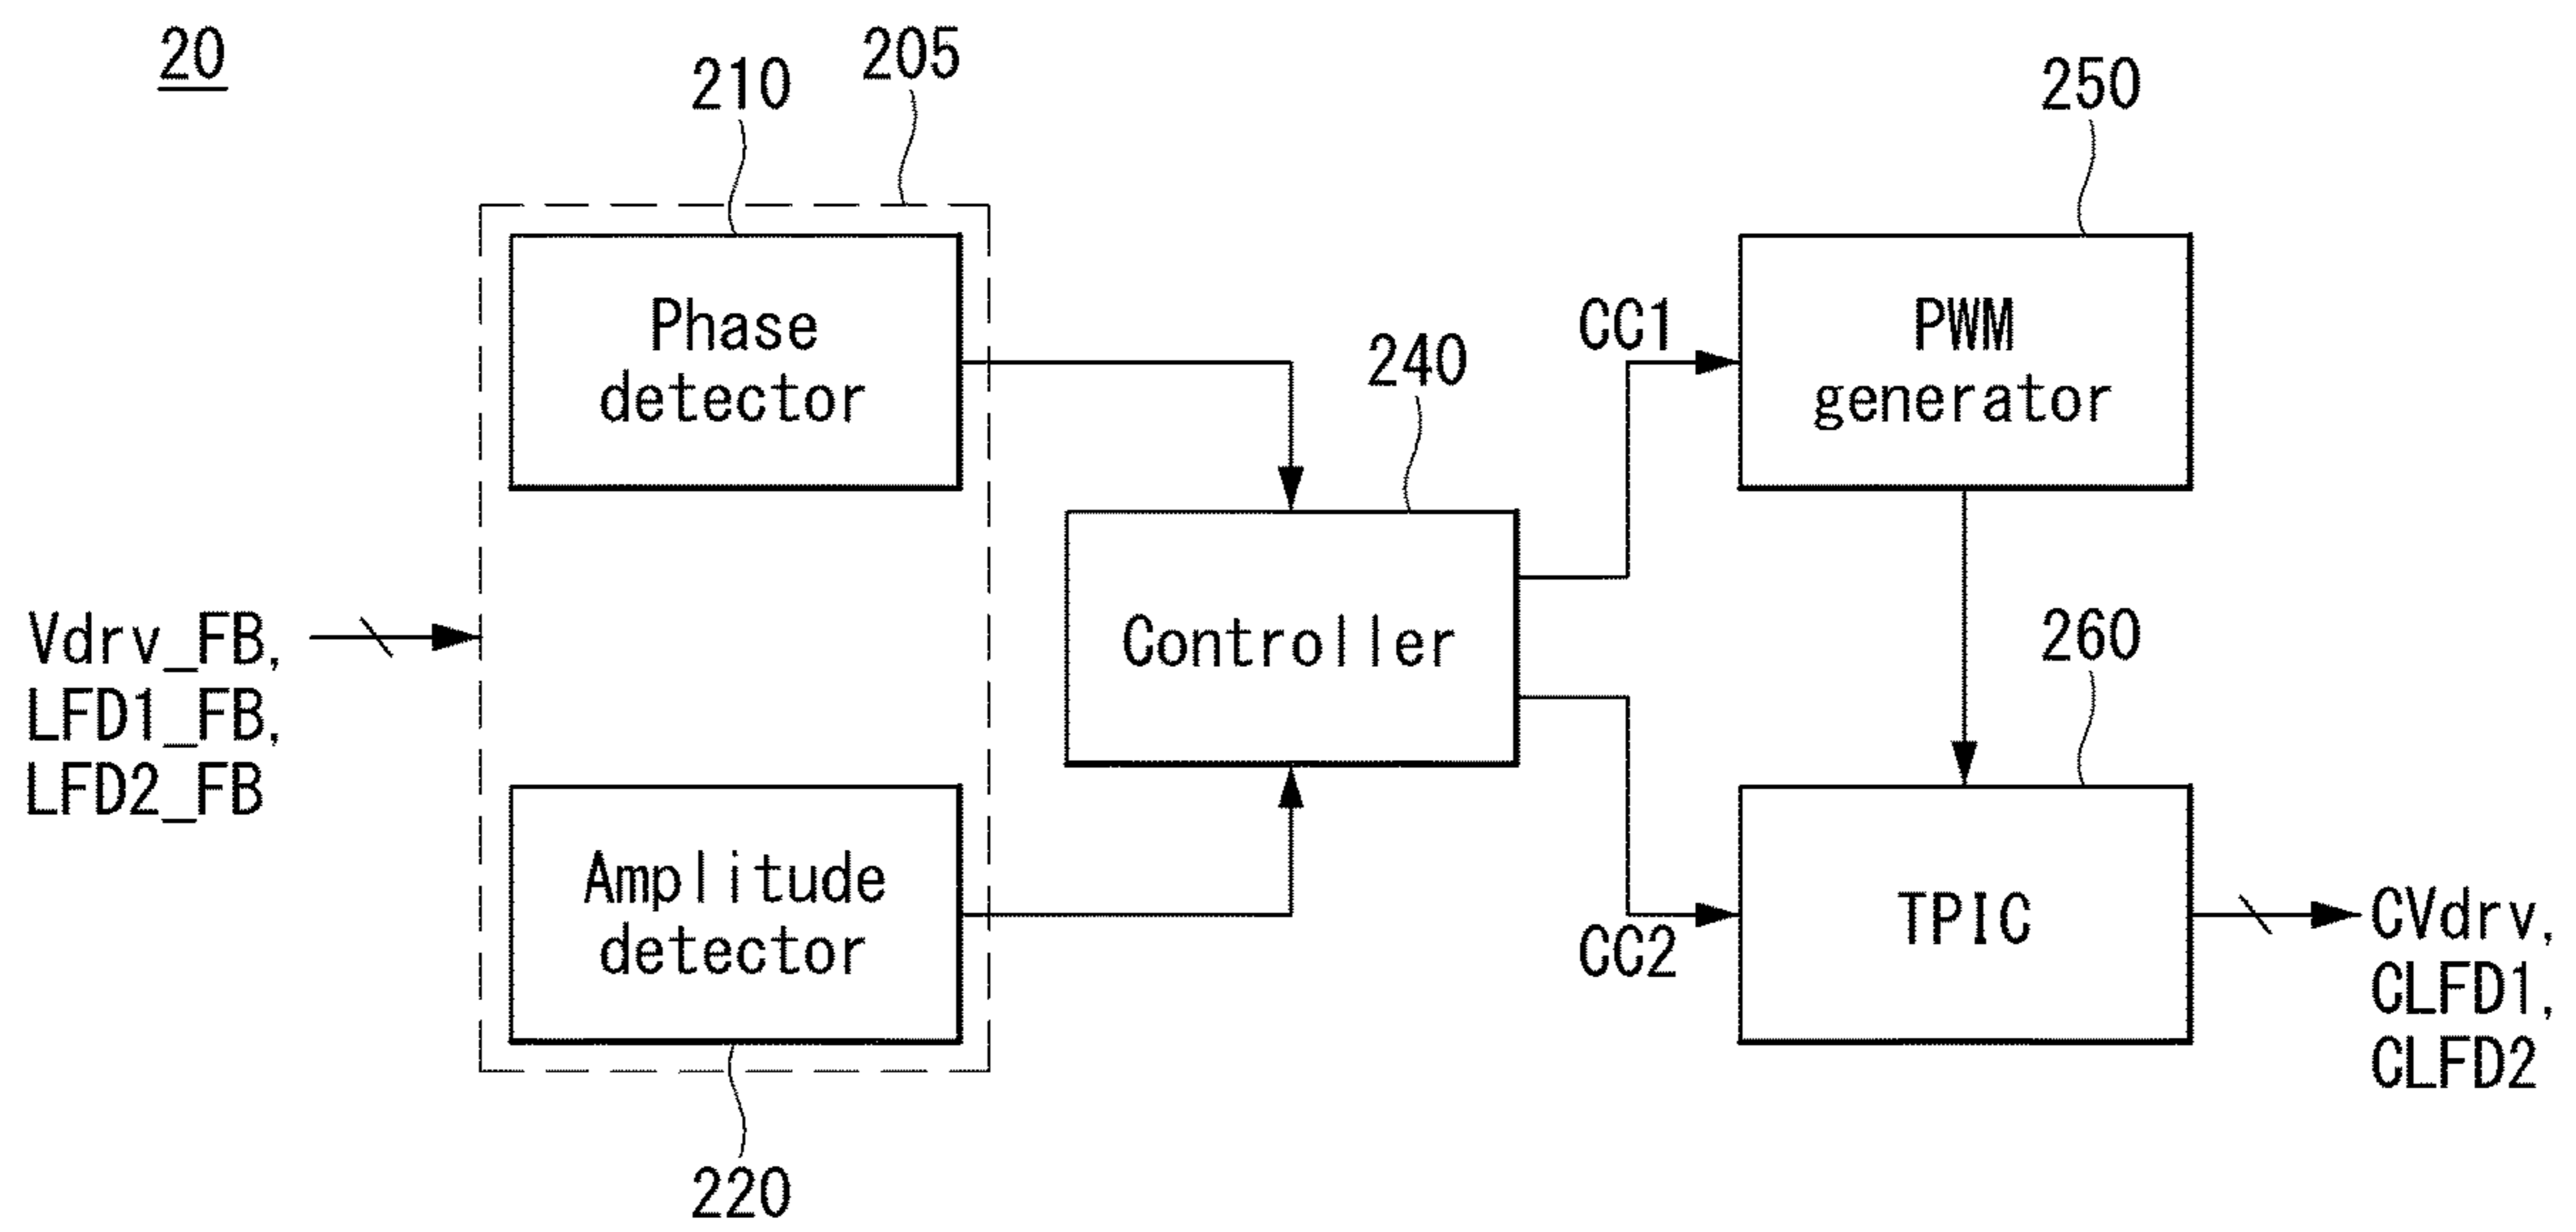 20
205
210
250
Phase
detector
CC1
PWM
generator
240
Vdrv_FB,
LFD1_FB,
LFD2_FB
Controller
260
Amplitude
detector
CC2
TPIC
CVdrv,
CLFD1,
CLFD2
220